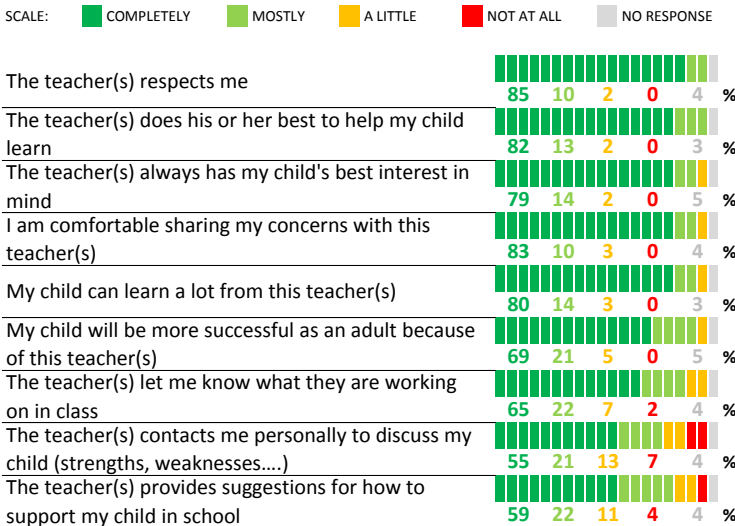 SCALE: COMPLETELY MOSTLY A LITTLE NOT AT ALL NO RESPONSE
The teacher(s) respects me
85 10 2 0 4 %
The teacher(s) does his or her best to help my child
learn
82 13 2 0 3 %
The teacher(s) always has my child's best interest in
mind
79 14 2 0 5 %
I am comfortable sharing my concerns with this
teacher(s)
83 10 3 0 4 %
My child can learn a lot from this teacher(s)
80 14 3 0 3 %
My child will be more successful as an adult because
of this teacher(s)
69 21 5 0 5 %
The teacher(s) let me know what they are working
on in class
65 22 7 2 4 %
The teacher(s) contacts me personally to discuss my
child (strengths, weaknesses....)
55 21 13 7 4 %
The teacher(s) provides suggestions for how to
support my child in school
59 22 11 4 4 %